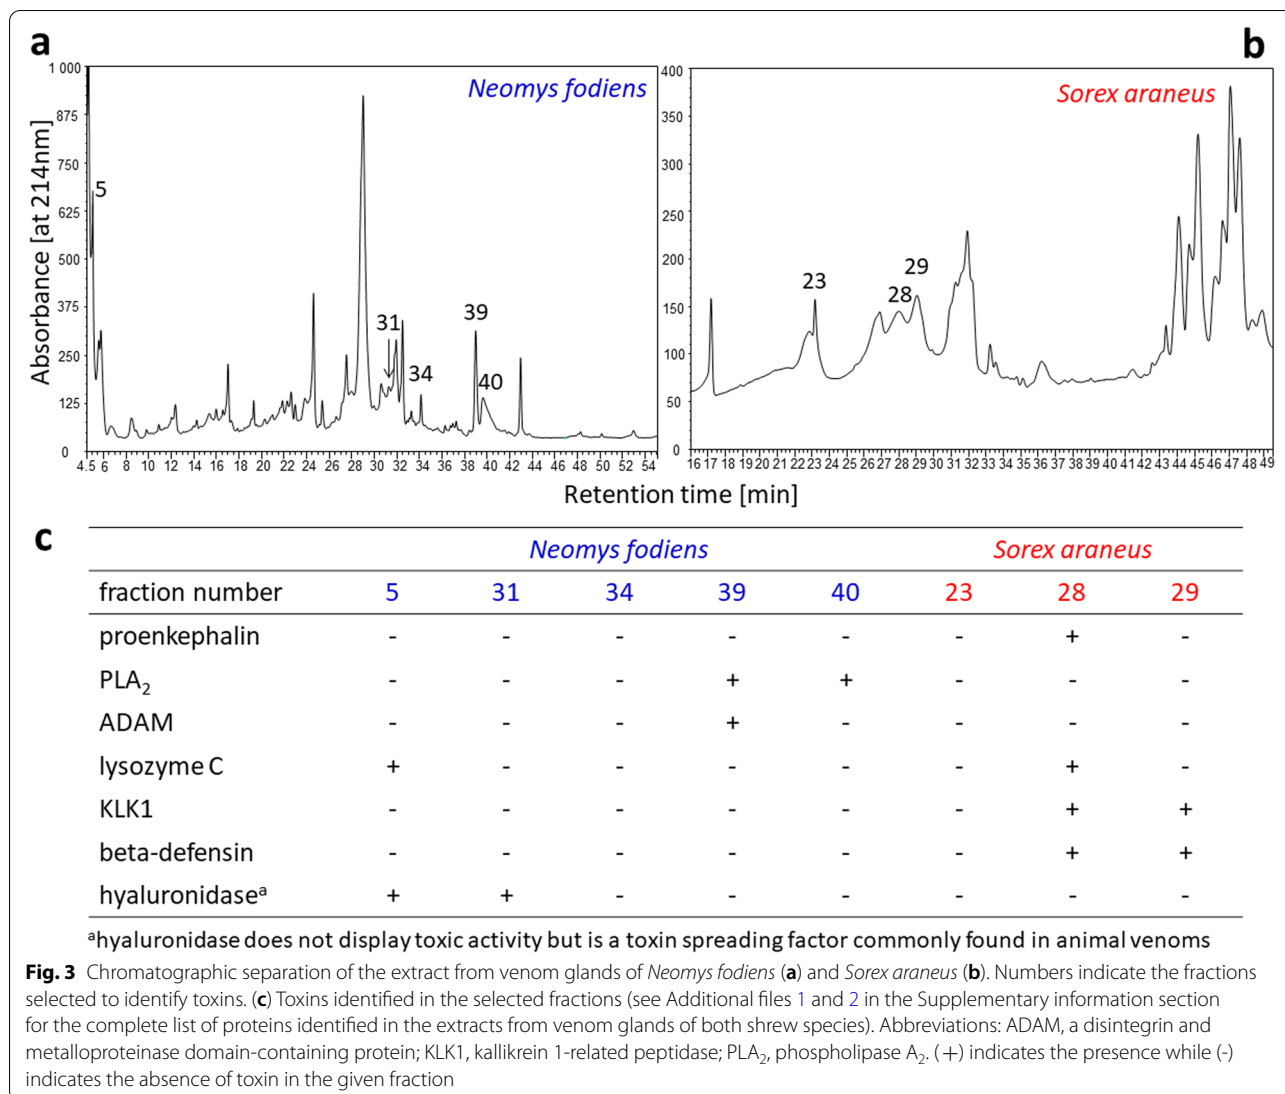 a
b
Neomys fodiens
Sorex araneus
Absorbance [at 214nm]
1 000
875
750
625
500
375
250
125
0
5
31
34
39
40
4.5 6 8 10 12 14 16 18 20 22 24 26 28 30 32 34 36 38 40 42 44 46 48 50 52 54
400
350
300
250
200
150
100
50
0
23
28
29
16 17 18 19 20 21 22 23 24 25 26 27 28 29 30 31 32 33 34 35 36 37 38 39 40 41 42 43 44 45 46 47 48 49
Retention time [min]
c
Neomys fodiens Sorex araneus
fraction number 5 31 34 39 40 23 28 29
proenkephalin - - - - - - + -
PLA2 - - - + + - - -
ADAM - - - + - - - -
lysozyme C + - - - - - + -
KLK1 - - - - - - + +
beta-defensin - - - - - - + +
hyaluronidaseᵃ + + - - - - - -
ᵃhyaluronidase does not display toxic activity but is a toxin spreading factor commonly found in animal venoms
Fig. 3 Chromatographic separation of the extract from venom glands of Neomys fodiens (a) and Sorex araneus (b). Numbers indicate the fractions
selected to identify toxins. (c) Toxins identified in the selected fractions (see Additional files 1 and 2 in the Supplementary information section
for the complete list of proteins identified in the extracts from venom glands of both shrew species). Abbreviations: ADAM, a disintegrin and
metalloproteinase domain-containing protein; KLK1, kallikrein 1-related peptidase; PLA2, phospholipase A2. (+) indicates the presence while (-)
indicates the absence of toxin in the given fraction